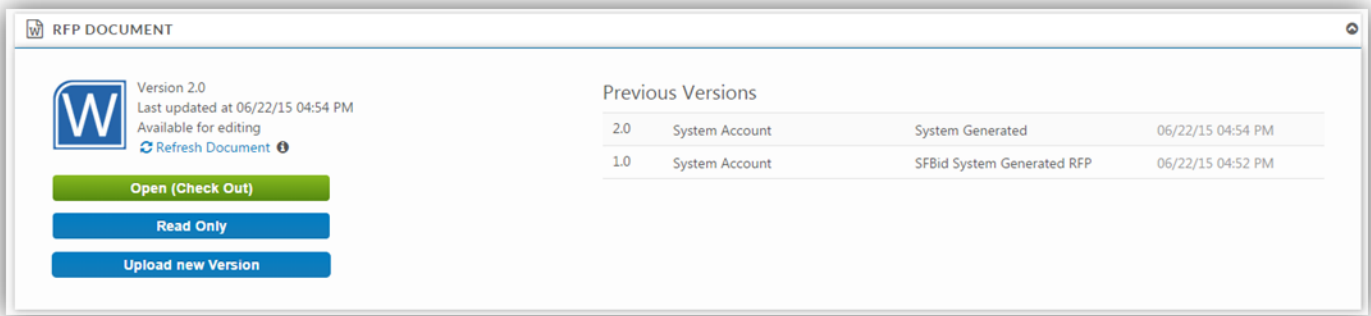 RFP DOCUMENT
W
Version 2.0
Last updated at 06/22/15 04:54 PM
Available for editing
Refresh Document
Open (Check Out)
Read Only
Upload new Version
Previous Versions
2.0 System Account System Generated 06/22/15 04:54 PM
1.0 System Account SFBid System Generated RFP 06/22/15 04:52 PM